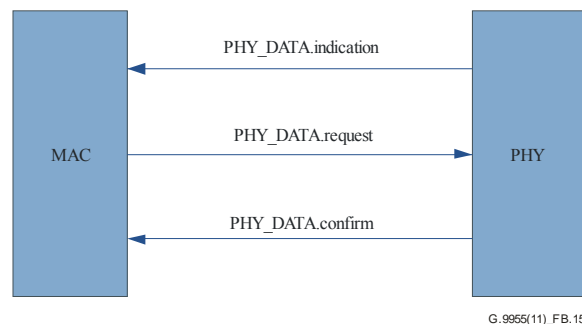 PHY_DATA.indication
MAC
PHY_DATA.request
PHY
PHY_DATA.confirm
G.9955(11)_FB.15